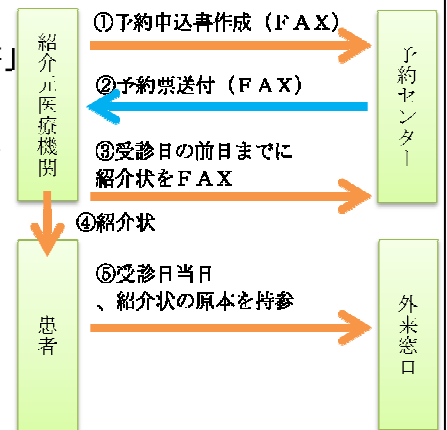 ①予約申込書作成（ＦＡＸ）
」
紹介元医療機関
予約センター
②予約票送付（ＦＡＸ）
③受診日の前日までに
紹介状をＦＡＸ
④紹介状
⑤受診日当日
、紹介状の原本を持参
患者
外来窓口